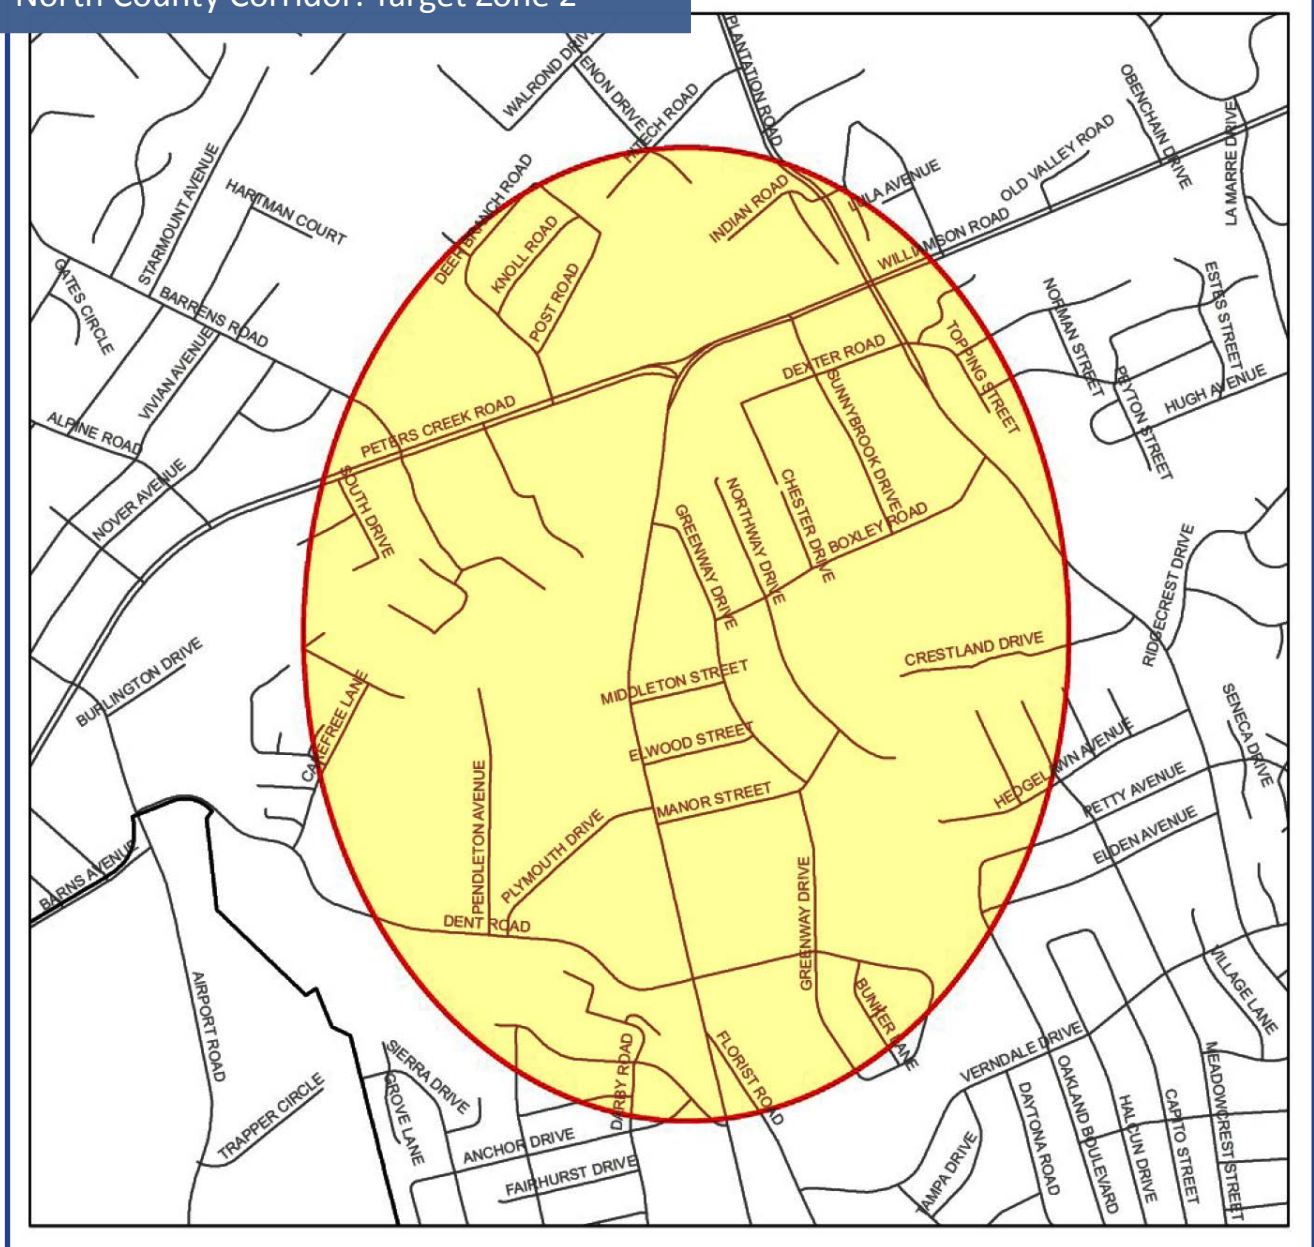 North County Corridor: Target Zone 2
WALROND DRIVE
ENON DRIVE
HITECH ROAD
PLANTATION ROAD
OBENCHAIN DRIVE
LA MARRE DRIVE
OLD VALLEY ROAD
LULA AVENUE
INDIAN ROAD
WILLIAMSON ROAD
STARMOUNT AVENUE
HARTMAN COURT
DEER BRANCH ROAD
KNOLL ROAD
POST ROAD
GATES CIRCLE
BARRENS ROAD
VIVIAN AVENUE
ALPINE ROAD
NOVER AVENUE
PETERS CREEK ROAD
SOUTH DRIVE
DEXTER ROAD
TOPPING STREET
NORMAN STREET
ESTES STREET
PEYTON STREET
HUGH AVENUE
SUNNYBROOK DRIVE
CHESTER DRIVE
NORTHWAY DRIVE
GREENWAY DRIVE
BOXLEY ROAD
RIDGECREST DRIVE
CRESTLAND DRIVE
BURLINGTON DRIVE
CAREFREE LANE
MIDDLETON STREET
ELWOOD STREET
MANOR STREET
PENDLETON AVENUE
PLYMOUTH DRIVE
HEDGELAWN AVENUE
PETTY AVENUE
ELDEN AVENUE
SENECA DRIVE
BARNS AVENUE
DENT ROAD
GREENWAY DRIVE
BUNKER LANE
VILLAGE LANE
AIRPORT ROAD
TRAPPER CIRCLE
SIERRA DRIVE
GROVE LANE
DARBY ROAD
FLORIST ROAD
ANCHOR DRIVE
FAIRHURST DRIVE
VERNDALE DRIVE
TAMPA DRIVE
DAYTONA ROAD
OAKLAND BOULEVARD
HALCUN DRIVE
CAPITO STREET
MEADOWCREST STREET